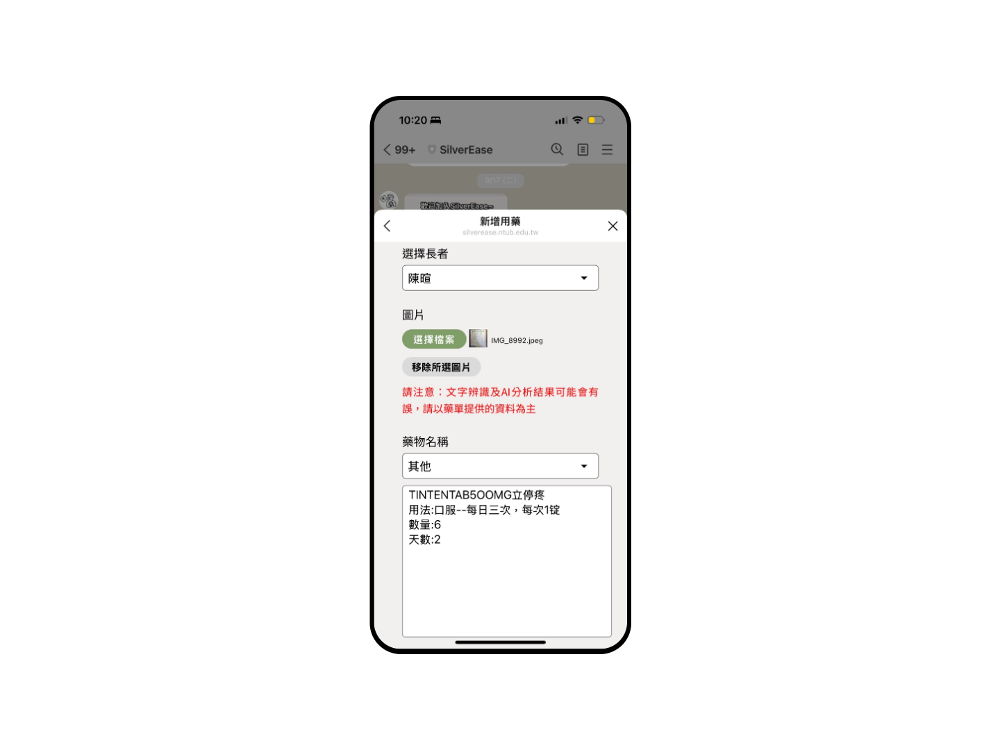 10:20
99+ SilverEase
9/17 (二)
歡迎加入SilverEase~
新增用藥
silverease.ntub.edu.tw
選擇長者
陳暄
圖片
選擇檔案 IMG_8992.jpeg
移除所選圖片
請注意：文字辨識及AI分析結果可能會有
誤，請以藥單提供的資料為主
藥物名稱
其他
TINTENTAB5OOMG立停疼
用法:口服--每日三次，每次1锭
數量:6
天數:2